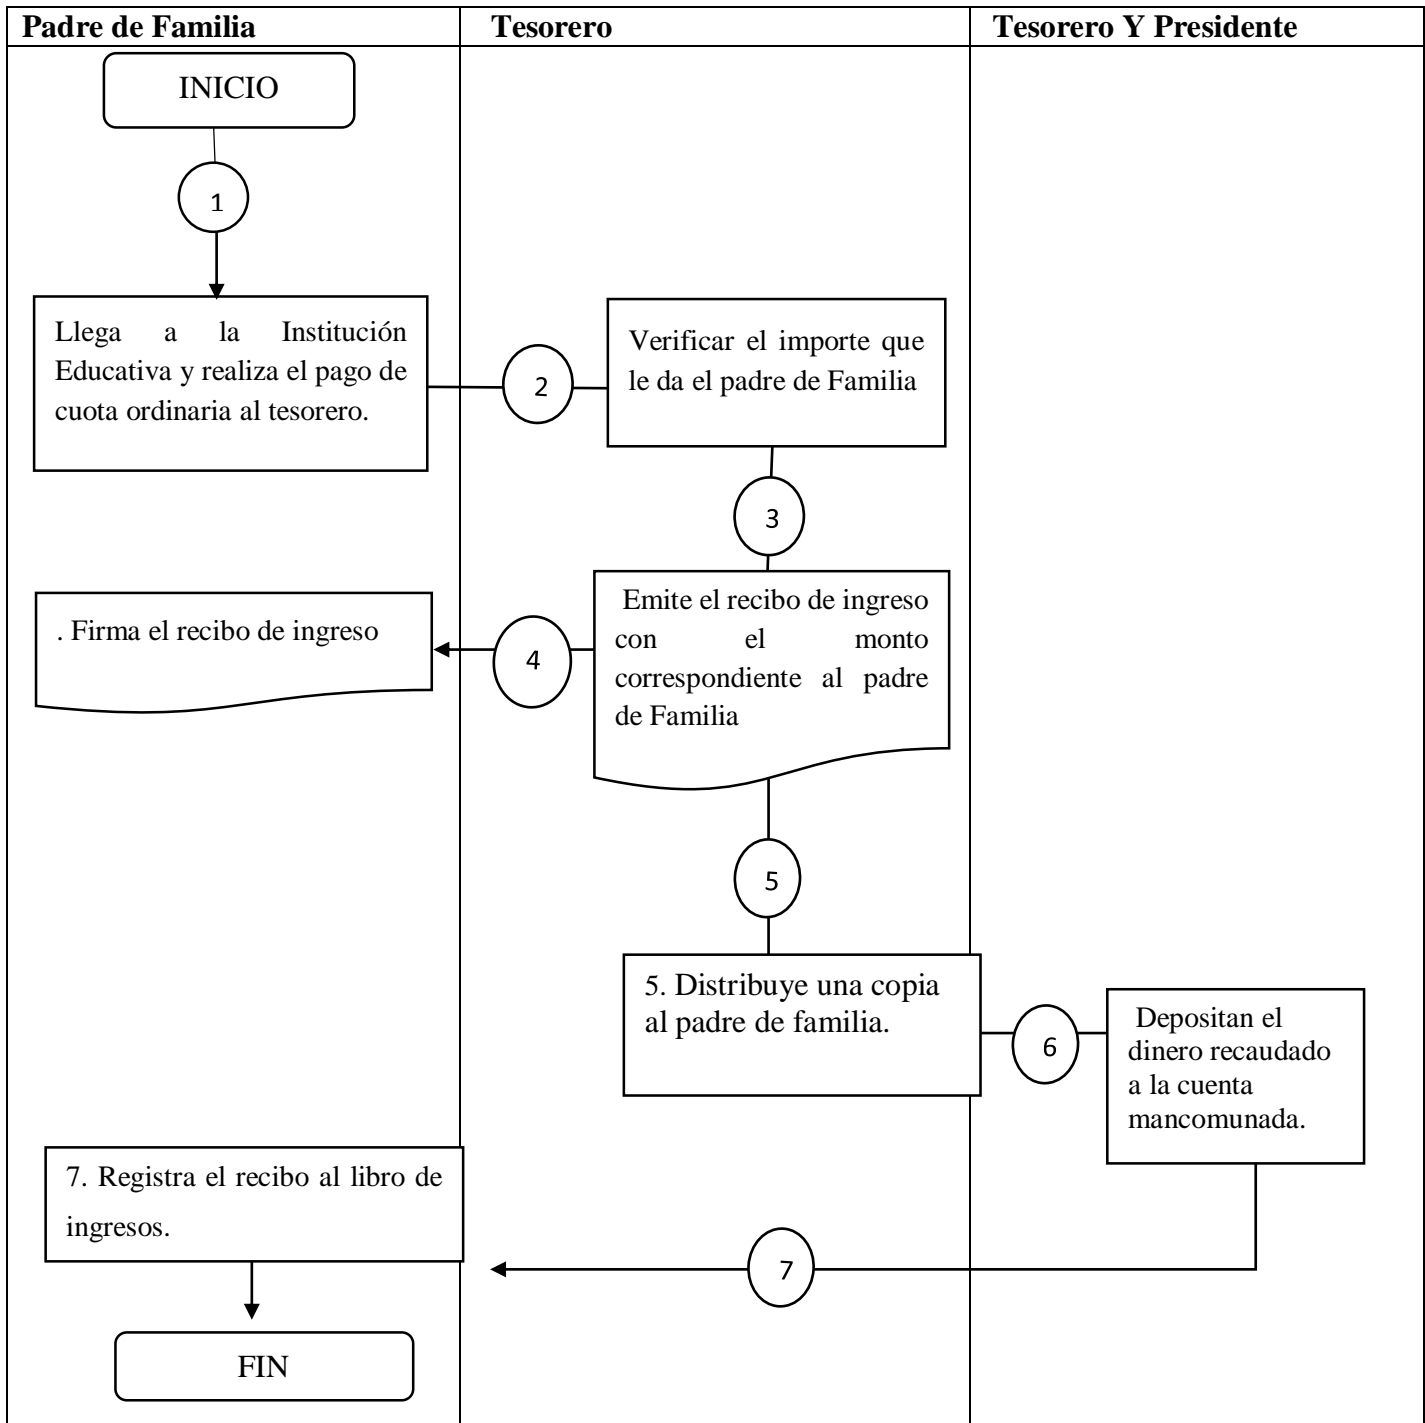 Padre de Familia
Tesorero
Tesorero Y Presidente
INICIO
1
Llega a la Institución
Educativa y realiza el pago de
cuota ordinaria al tesorero.
2
Verificar el importe que
le da el padre de Familia
3
Emite el recibo de ingreso
con el monto
correspondiente al padre
de Familia
4
. Firma el recibo de ingreso
5
5. Distribuye una copia
al padre de familia.
6
Depositan el
dinero recaudado
a la cuenta
mancomunada.
7
7. Registra el recibo al libro de
ingresos.
FIN